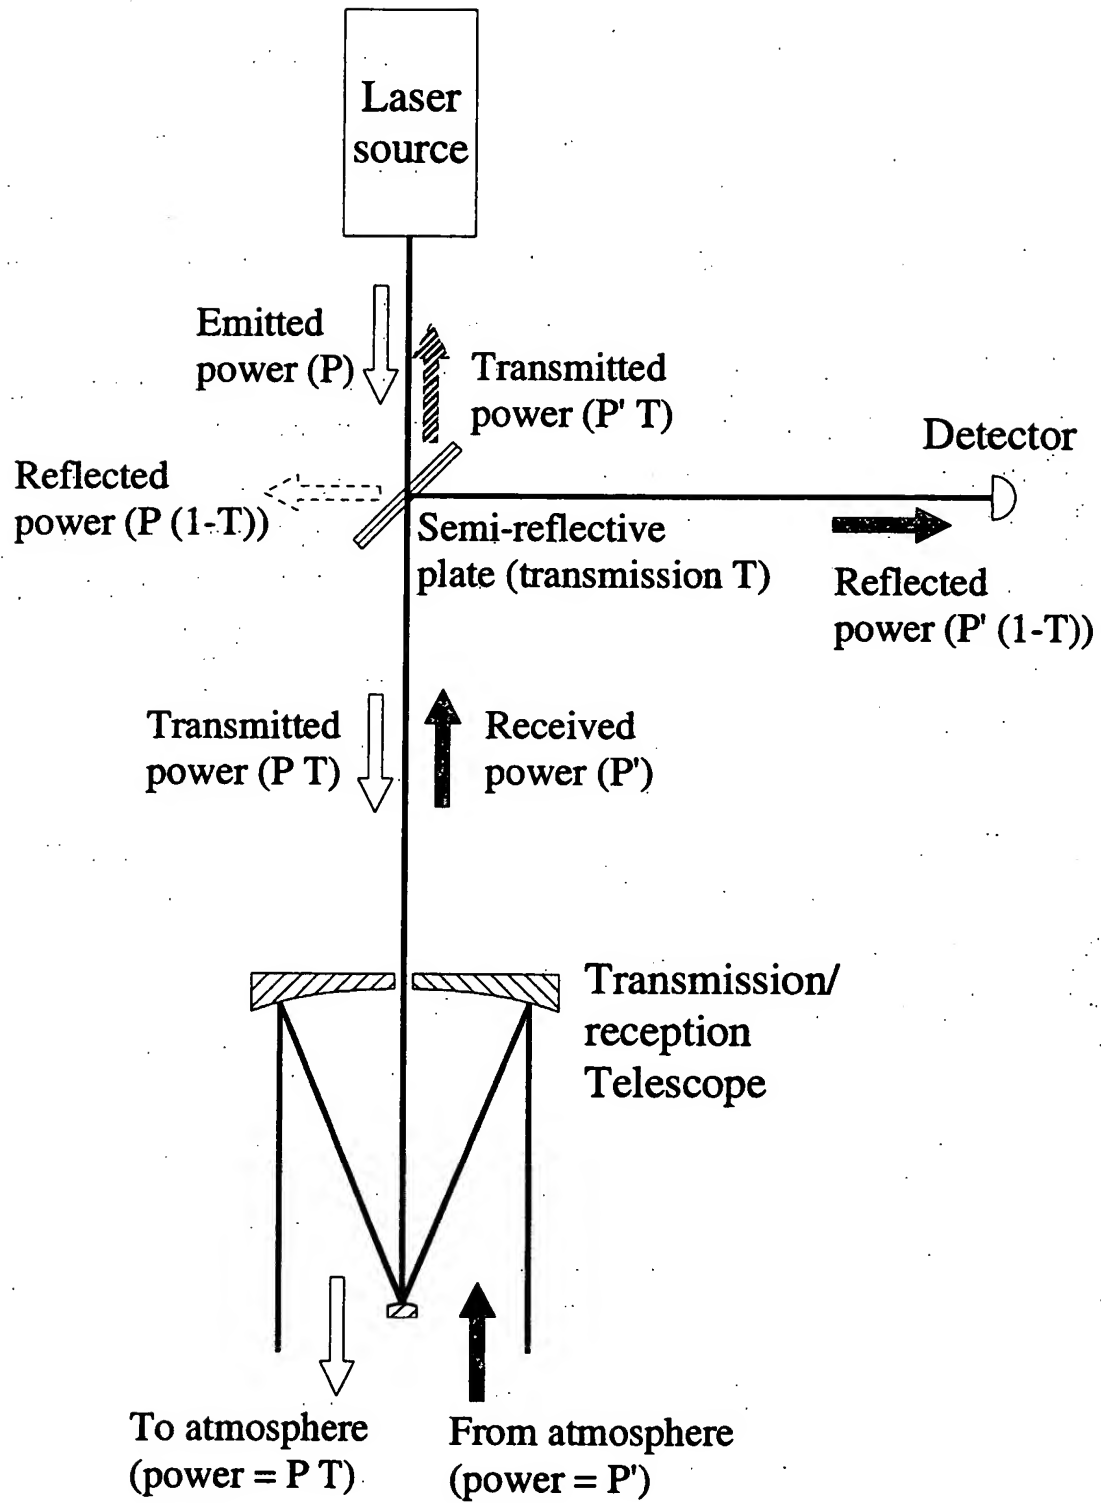 Laser
source
Emitted
power (P)
Transmitted
power (P' T)
Detector
Reflected
power (P (1-T))
Semi-reflective
plate (transmission T)
Reflected
power (P' (1-T))
Transmitted
power (P T)
Received
power (P')
Transmission/
reception
Telescope
To atmosphere
(power = P T)
From atmosphere
(power = P')